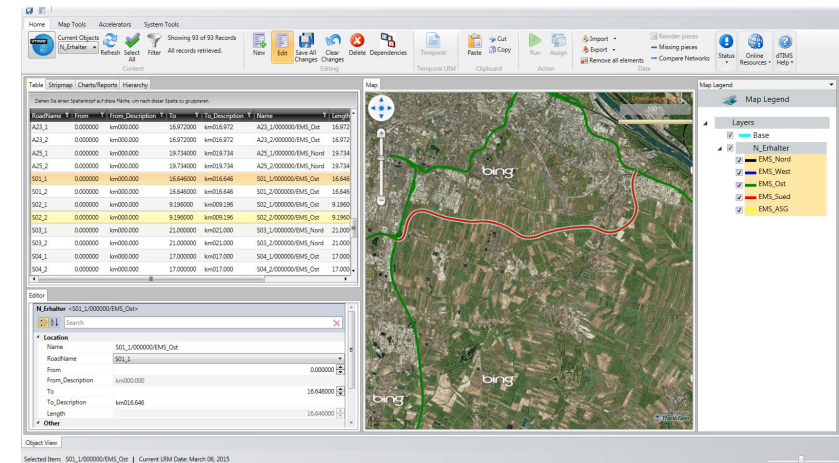 Home Map Tools Accelerators System Tools
dTIMS
Current Objects
N_Erhalter
Refresh
Select All
Filter
Showing 93 of 93 Records
All records retrieved.
Content
New
Edit
Save All Changes
Clear Changes
Delete
Dependencies
Editing
Temporal
Temporal LRM
Paste
Cut
Copy
Clipboard
Run
Assign
Action
Import
Export
Remove all elements
Reorder pieces
Missing pieces
Compare Networks
Data
Status
Online Resources
dTIMS Help
Table Stripmap Charts/Reports Hierarchy
Ziehen Sie einen Spaltenkopf auf diese Fläche, um nach dieser Spalte zu gruppieren.
RoadName From From_Description To To_Description Name Length
A23_1 0.000000 km000.000 16.972000 km016.972 A23_1/000000/EMS_Ost 16.972
A23_2 0.000000 km000.000 16.972000 km016.972 A23_2/000000/EMS_Ost 16.972
A25_1 0.000000 km000.000 19.734000 km019.734 A25_1/000000/EMS_Nord 19.734
A25_2 0.000000 km000.000 19.734000 km019.734 A25_2/000000/EMS_Nord 19.734
S01_1 0.000000 km000.000 16.646000 km016.646 S01_1/000000/EMS_Ost 16.646
S01_2 0.000000 km000.000 16.646000 km016.646 S01_2/000000/EMS_Ost 16.646
S02_1 0.000000 km000.000 9.196000 km009.196 S02_1/000000/EMS_Ost 9.1960
S02_2 0.000000 km000.000 9.196000 km009.196 S02_2/000000/EMS_Ost 9.1960
S03_1 0.000000 km000.000 21.000000 km021.000 S03_1/000000/EMS_Nord 21.000
S03_2 0.000000 km000.000 21.000000 km021.000 S03_2/000000/EMS_Nord 21.000
S04_1 0.000000 km000.000 17.000000 km017.000 S04_1/000000/EMS_Ost 17.000
S04_2 0.000000 km000.000 17.000000 km017.000 S04_2/000000/EMS_Ost 17.000
Editor
N_Erhalter <S01_1/000000/EMS_Ost>
Search
Location
Name S01_1/000000/EMS_Ost
RoadName S01_1
From 0.000000
From_Description km000.000
To 16.646000
To_Description km016.646
Length 16.646000
Other
Map
bing
bing
bing
ThinkGeo
Map Legend
Map Legend
Layers
Base
N_Erhalter
EMS_Nord
EMS_West
EMS_Ost
EMS_Sued
EMS_ASG
Object View
Selected Item: S01_1/000000/EMS_Ost | Current LRM Date: March 06, 2015